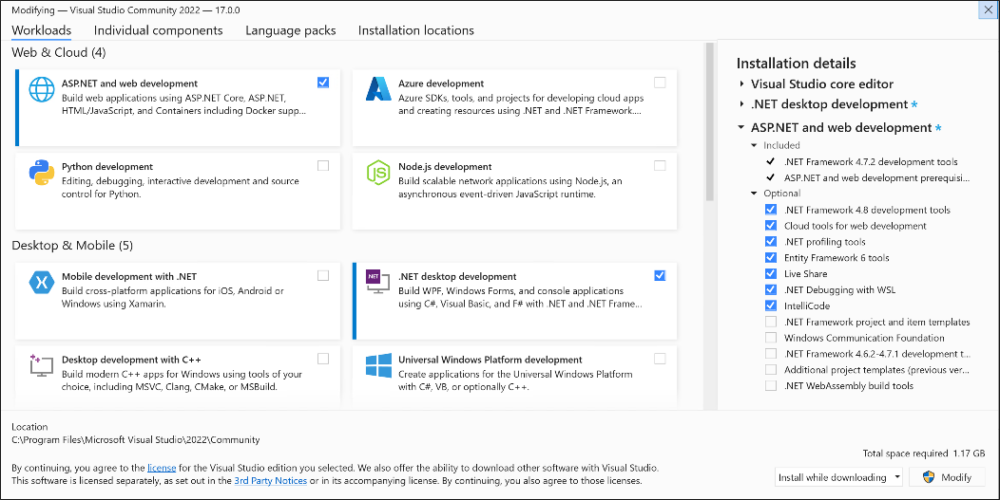 Modifying — Visual Studio Community 2022 — 17.0.0
Workloads Individual components Language packs Installation locations
Web & Cloud (4)
ASP.NET and web development
Build web applications using ASP.NET Core, ASP.NET,
HTML/JavaScript, and Containers including Docker supp...
Azure development
Azure SDKs, tools, and projects for developing cloud apps
and creating resources using .NET and .NET Framework....
Python development
Editing, debugging, interactive development and source
control for Python.
JS
Node.js development
Build scalable network applications using Node.js, an
asynchronous event-driven JavaScript runtime.
Desktop & Mobile (5)
Mobile development with .NET
Build cross-platform applications for iOS, Android or
Windows using Xamarin.
.NET
.NET desktop development
Build WPF, Windows Forms, and console applications
using C#, Visual Basic, and F# with .NET and .NET Frame...
Desktop development with C++
Build modern C++ apps for Windows using tools of your
choice, including MSVC, Clang, CMake, or MSBuild.
Universal Windows Platform development
Create applications for the Universal Windows Platform
with C#, VB, or optionally C++.
Installation details
Visual Studio core editor
.NET desktop development *
ASP.NET and web development *
Included
.NET Framework 4.7.2 development tools
ASP.NET and web development prerequisi...
Optional
.NET Framework 4.8 development tools
Cloud tools for web development
.NET profiling tools
Entity Framework 6 tools
Live Share
.NET Debugging with WSL
IntelliCode
.NET Framework project and item templates
Windows Communication Foundation
.NET Framework 4.6.2-4.7.1 development t...
Additional project templates (previous ver...
.NET WebAssembly build tools
Location
C:\Program Files\Microsoft Visual Studio\2022\Community
By continuing, you agree to the license for the Visual Studio edition you selected. We also offer the ability to download other software with Visual Studio.
This software is licensed separately, as set out in the 3rd Party Notices or in its accompanying license. By continuing, you also agree to those licenses.
Total space required 1.17 GB
Install while downloading
Modify